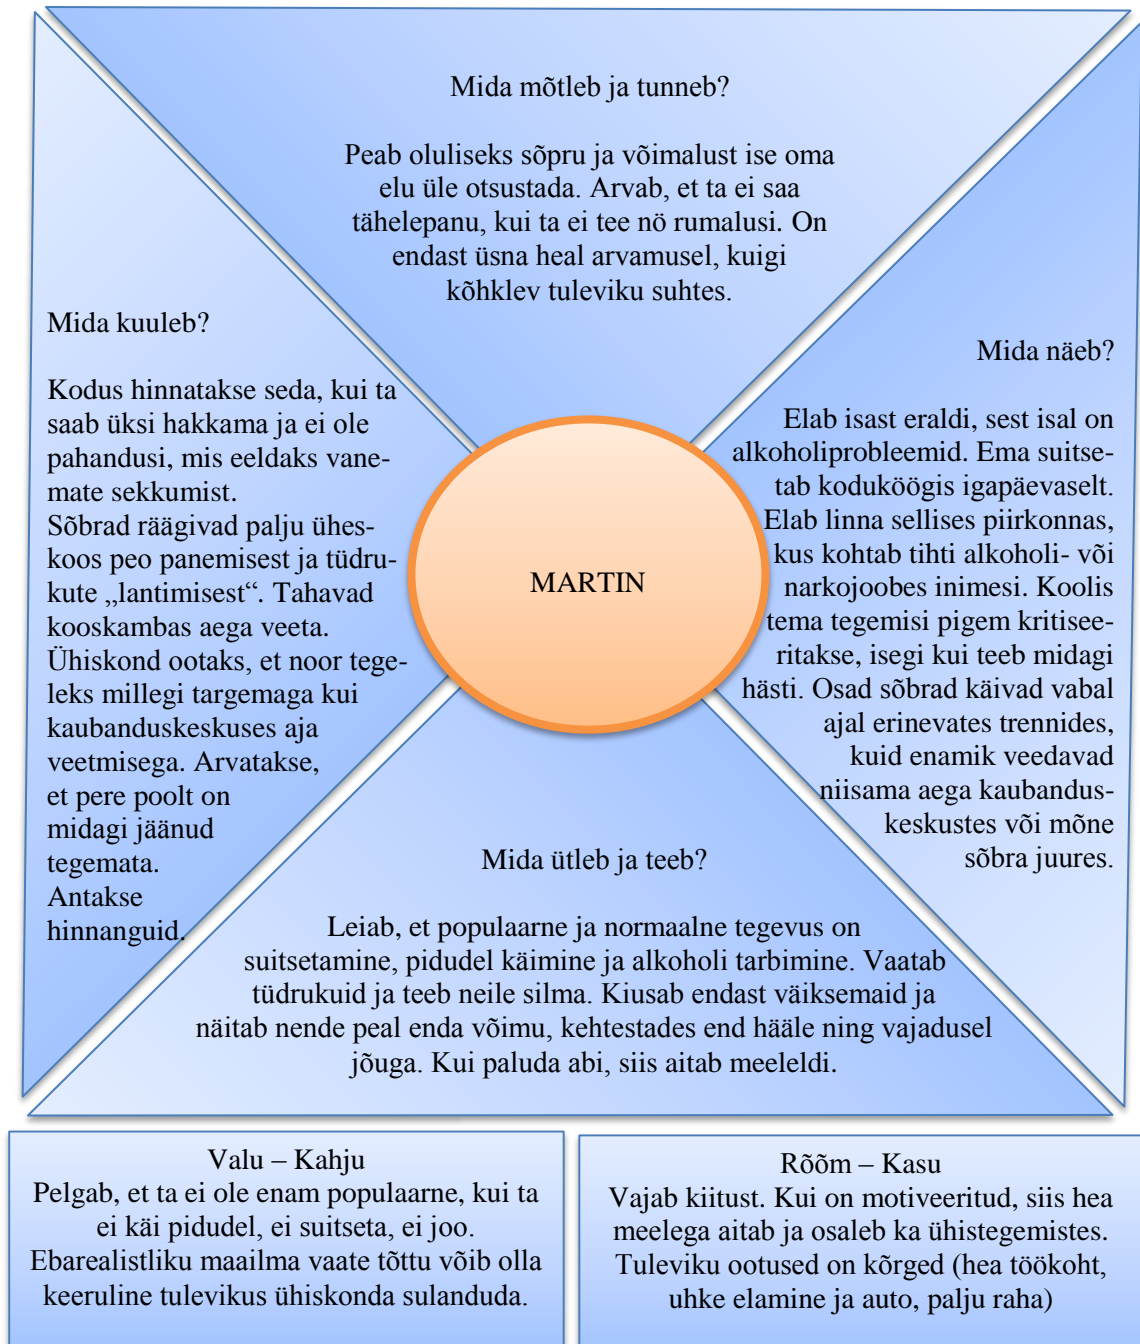 Mida mõtleb ja tunneb?
Peab oluliseks sõpru ja võimalust ise oma
elu üle otsustada. Arvab, et ta ei saa
tähelepanu, kui ta ei tee nö rumalusi. On
endast üsna heal arvamusel, kuigi
kõhklev tuleviku suhtes.
Mida kuuleb?
Kodus hinnatakse seda, kui ta
saab üksi hakkama ja ei ole
pahandusi, mis eeldaks vane-
mate sekkumist.
Sõbrad räägivad palju ühes-
koos peo panemisest ja tüdru-
kute „lantimisest“. Tahavad
kooskambas aega veeta.
Ühiskond ootaks, et noor tege-
leks millegi targemaga kui
kaubanduskeskuses aja
veetmisega. Arvatakse,
et pere poolt on
midagi jäänud
tegemata.
Antakse
hinnanguid.
MARTIN
Mida näeb?
Elab isast eraldi, sest isal on
alkoholiprobleemid. Ema suitse-
tab koduköögis igapäevaselt.
Elab linna sellises piirkonnas,
kus kohtab tihti alkoholi- või
narkojoobes inimesi. Koolis
tema tegemisi pigem kritisee-
ritakse, isegi kui teeb midagi
hästi. Osad sõbrad käivad vabal
ajal erinevates trennides,
kuid enamik veedavad
niisama aega kaubandus-
keskustes või mõne
sõbra juures.
Mida ütleb ja teeb?
Leiab, et populaarne ja normaalne tegevus on
suitsetamine, pidudel käimine ja alkoholi tarbimine. Vaatab
tüdrukuid ja teeb neile silma. Kiusab endast väiksemaid ja
näitab nende peal enda võimu, kehtestades end hääle ning vajadusel
jõuga. Kui paluda abi, siis aitab meeleldi.
Valu – Kahju
Pelgab, et ta ei ole enam populaarne, kui ta
ei käi pidudel, ei suitseta, ei joo.
Ebarealistliku maailma vaate tõttu võib olla
keeruline tulevikus ühiskonda sulanduda.
Rõõm – Kasu
Vajab kiitust. Kui on motiveeritud, siis hea
meelega aitab ja osaleb ka ühistegemistes.
Tuleviku ootused on kõrged (hea töökoht,
uhke elamine ja auto, palju raha)